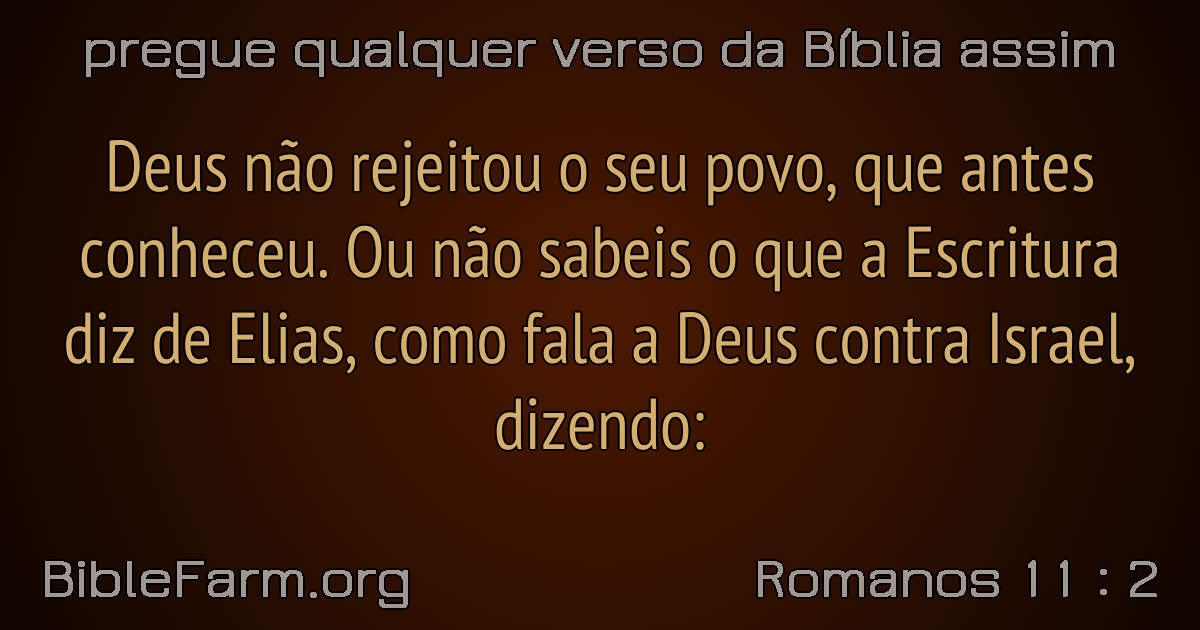 pregue qualquer verso da Bíblia assim
Deus não rejeitou o seu povo, que antes
conheceu. Ou não sabeis o que a Escritura
diz de Elias, como fala a Deus contra Israel,
dizendo:
BibleFarm.org
Romanos 11 : 2